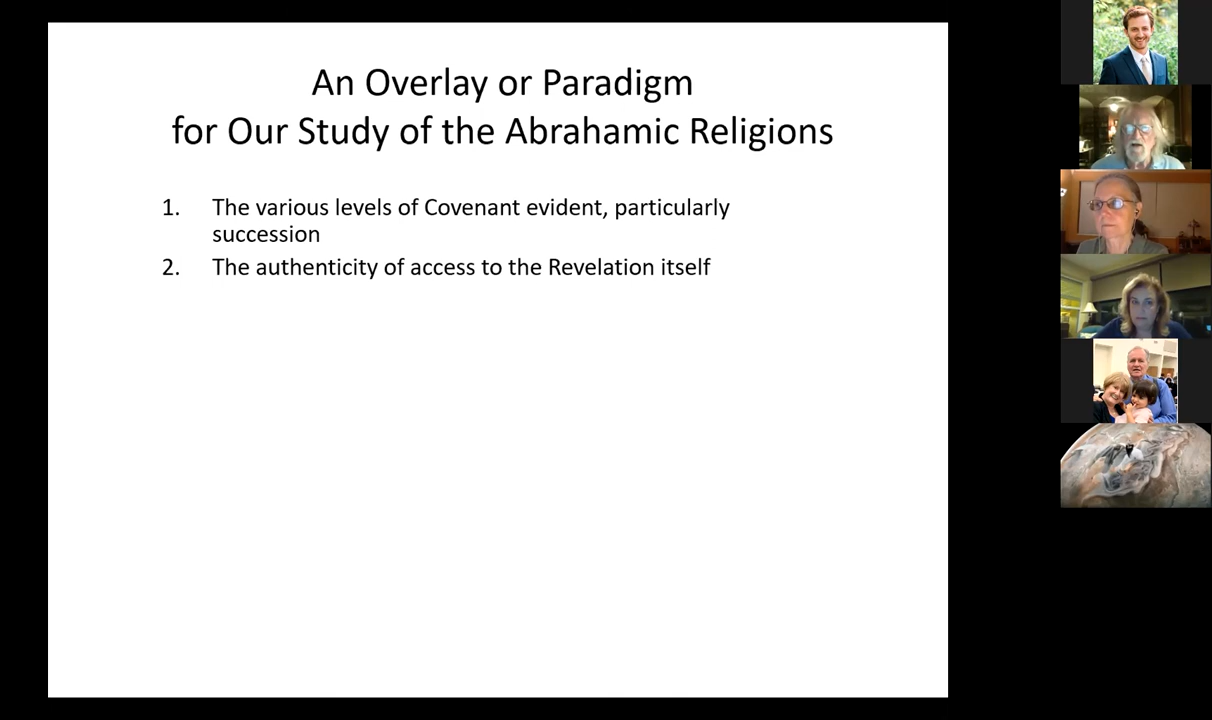 An Overlay or Paradigm
for Our Study of the Abrahamic Religions
1. The various levels of Covenant evident, particularly
succession
2. The authenticity of access to the Revelation itself